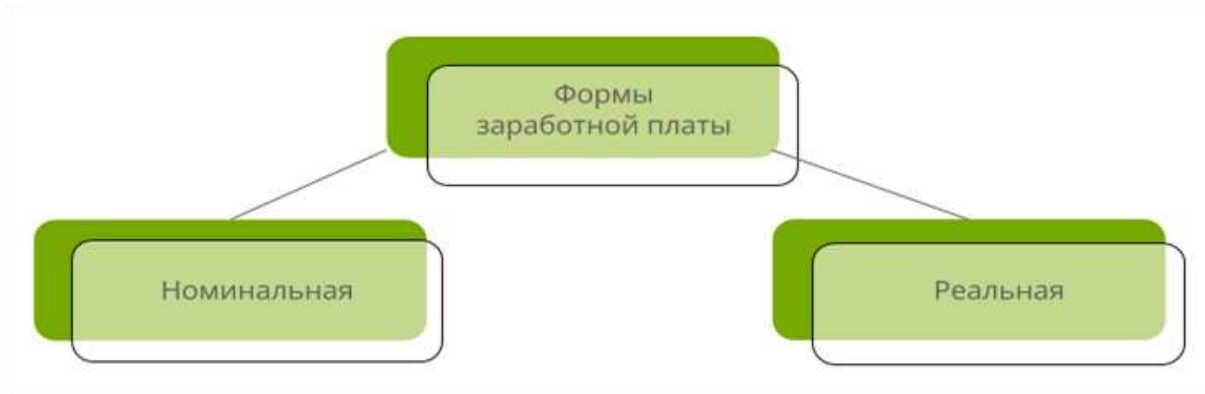 Формы
заработной платы
Номинальная
Реальная